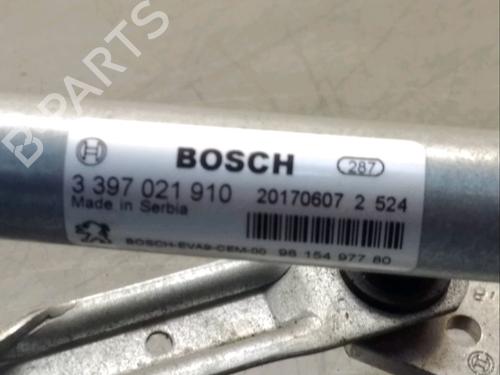 B PARTS
BOSCH 287
3 397 021 910 20170607 2 524
Made in Serbia
BOSCH-EVA9-CEM-00 96 154 977 80